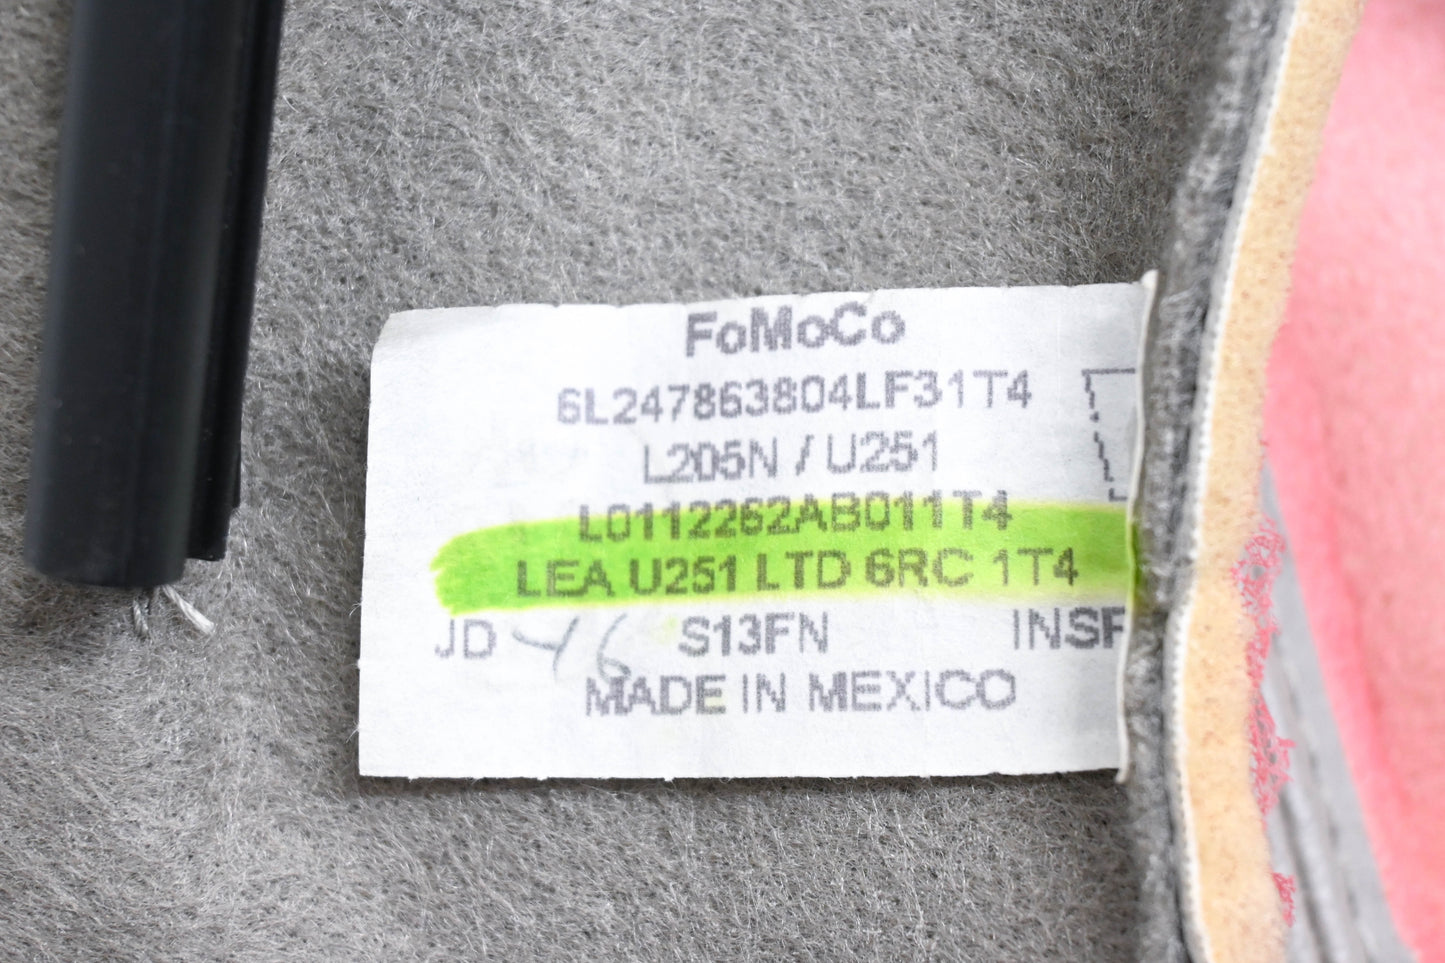 FoMoCo
6L247863804LF31T4
L205N / U251
L0112262AB011T4
LEA U251 LTD 6RC 1T4
JD 46 S13FN INSP
MADE IN MEXICO